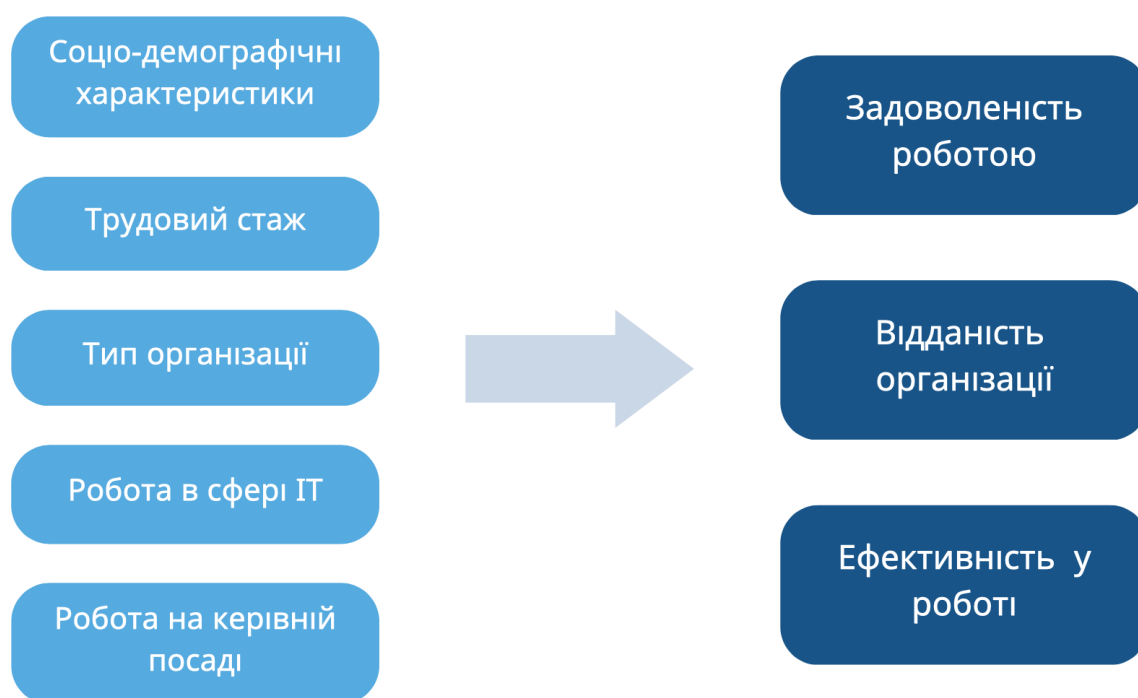 Соціо-демографічні
характеристики
Трудовий стаж
Тип організації
Робота в сфері ІТ
Робота на керівній
посаді
Задоволеність
роботою
Відданість
організації
Ефективність у
роботі